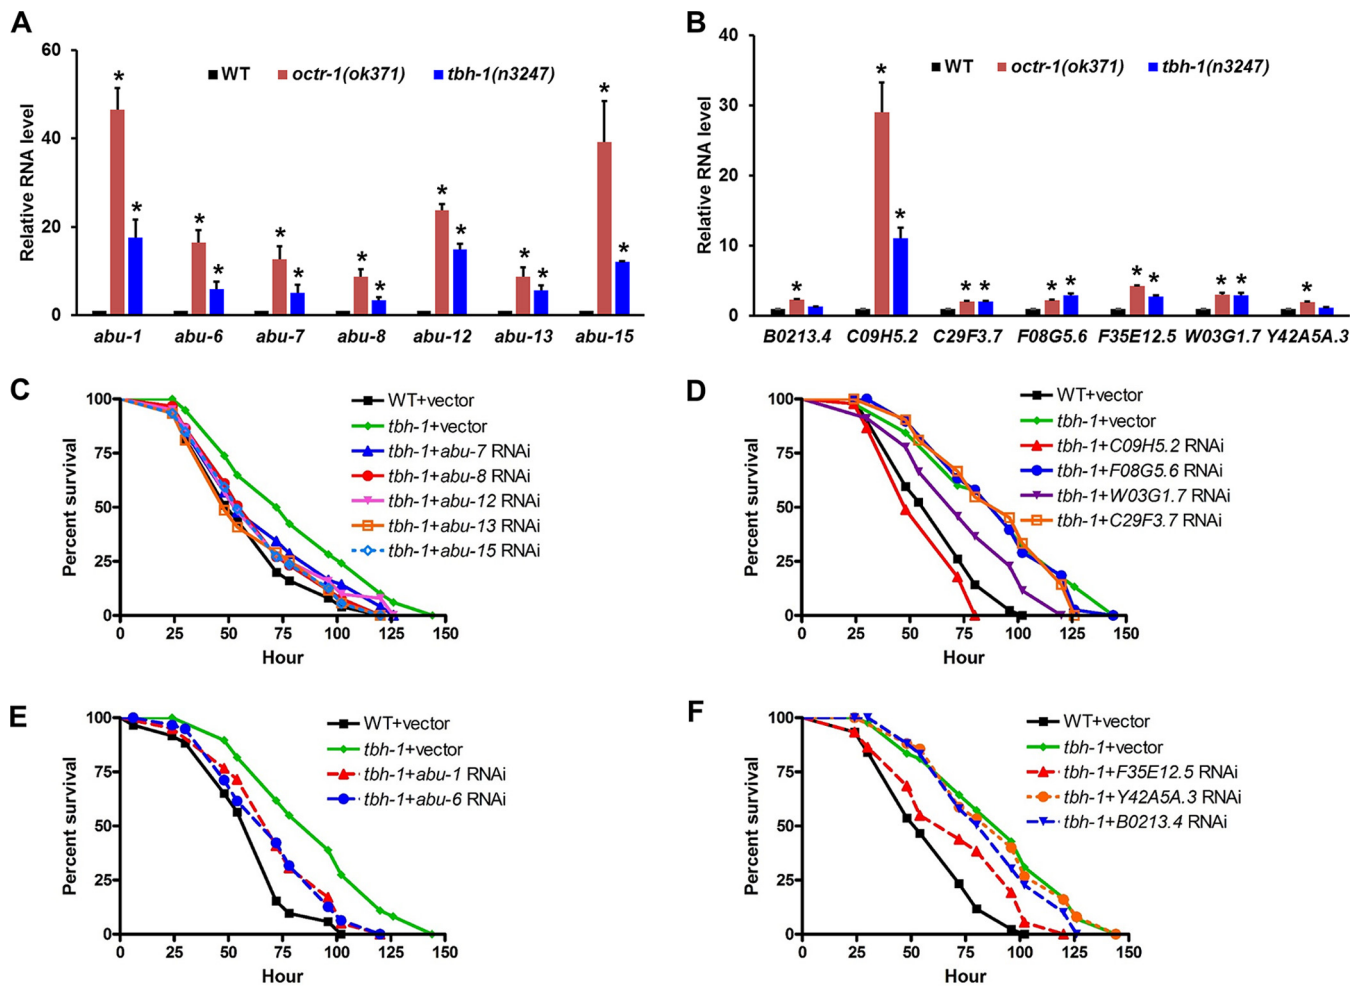 A
60
40
20
0
Relative RNA level
WT
octr-1(ok371)
tbh-1(n3247)
* * * * * * * * * * * * * *
abu-1 abu-6 abu-7 abu-8 abu-12 abu-13 abu-15
B
40
30
20
10
0
Relative RNA level
WT
octr-1(ok371)
tbh-1(n3247)
* * * * * * * * * * * *
B0213.4 C09H5.2 C29F3.7 F08G5.6 F35E12.5 W03G1.7 Y42A5A.3
C
100
75
50
25
0
Percent survival
0 25 50 75 100 125 150
Hour
WT+vector
tbh-1+vector
tbh-1+abu-7 RNAi
tbh-1+abu-8 RNAi
tbh-1+abu-12 RNAi
tbh-1+abu-13 RNAi
tbh-1+abu-15 RNAi
D
100
75
50
25
0
Percent survival
0 25 50 75 100 125 150
Hour
WT+vector
tbh-1+vector
tbh-1+C09H5.2 RNAi
tbh-1+F08G5.6 RNAi
tbh-1+W03G1.7 RNAi
tbh-1+C29F3.7 RNAi
E
100
75
50
25
0
Percent survival
0 25 50 75 100 125 150
Hour
WT+vector
tbh-1+vector
tbh-1+abu-1 RNAi
tbh-1+abu-6 RNAi
F
100
75
50
25
0
Percent survival
0 25 50 75 100 125 150
Hour
WT+vector
tbh-1+vector
tbh-1+F35E12.5 RNAi
tbh-1+Y42A5A.3 RNAi
tbh-1+B0213.4 RNAi